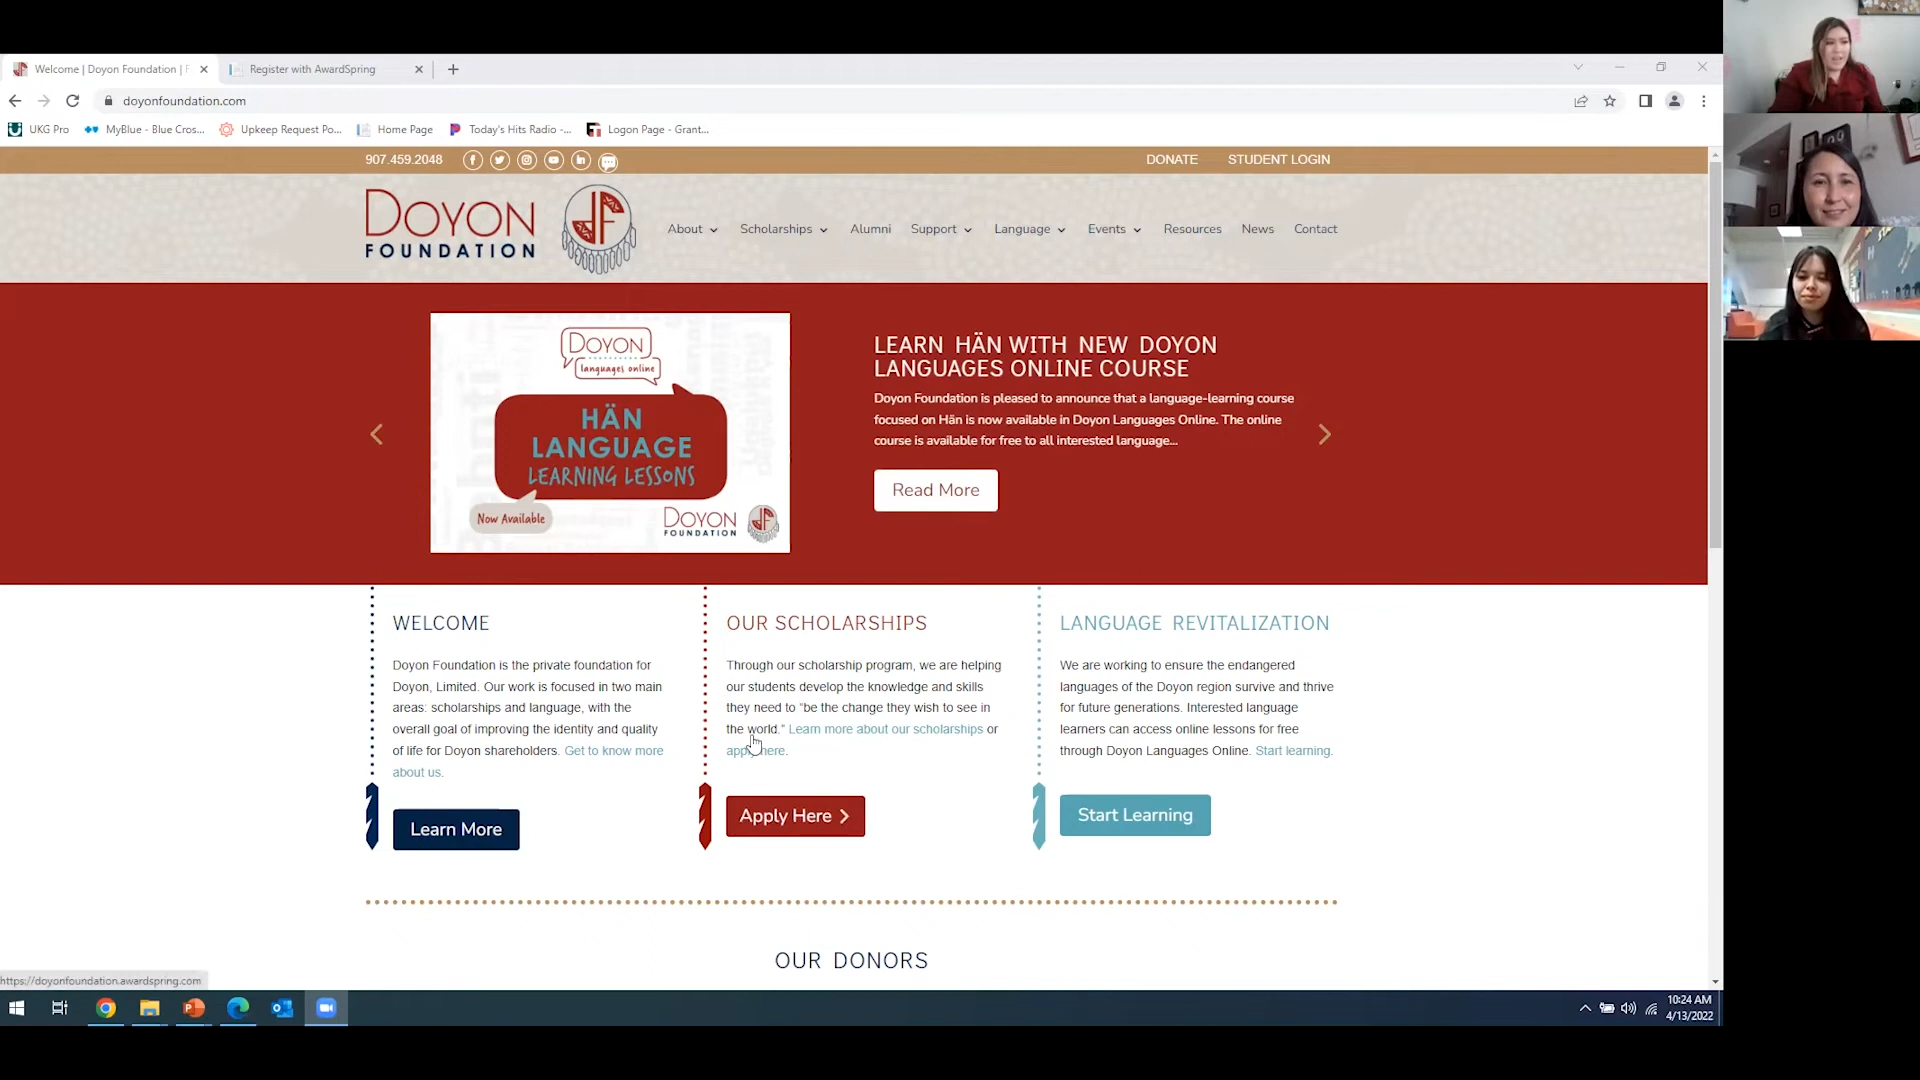 Welcome | Doyon Foundation | F
Register with AwardSpring
doyonfoundation.com
UKG Pro
MyBlue - Blue Cros...
Upkeep Request Po...
Home Page
Today's Hits Radio -...
Logon Page - Grant...
907.459.2048
DONATE
STUDENT LOGIN
DOYON
FOUNDATION
About
Scholarships
Alumni
Support
Language
Events
Resources
News
Contact
DOYON
languages online
HÄN
LANGUAGE
LEARNING LESSONS
Now Available
DOYON
FOUNDATION
LEARN HÄN WITH NEW DOYON
LANGUAGES ONLINE COURSE
Doyon Foundation is pleased to announce that a language-learning course
focused on Hän is now available in Doyon Languages Online. The online
course is available for free to all interested language...
Read More
WELCOME
Doyon Foundation is the private foundation for
Doyon, Limited. Our work is focused in two main
areas: scholarships and language, with the
overall goal of improving the identity and quality
of life for Doyon shareholders. Get to know more
about us.
Learn More
OUR SCHOLARSHIPS
Through our scholarship program, we are helping
our students develop the knowledge and skills
they need to "be the change they wish to see in
the world." Learn more about our scholarships or
apply here.
Apply Here
LANGUAGE REVITALIZATION
We are working to ensure the endangered
languages of the Doyon region survive and thrive
for future generations. Interested language
learners can access online lessons for free
through Doyon Languages Online. Start learning.
Start Learning
OUR DONORS
https://doyonfoundation.awardspring.com
10:24 AM
4/13/2022